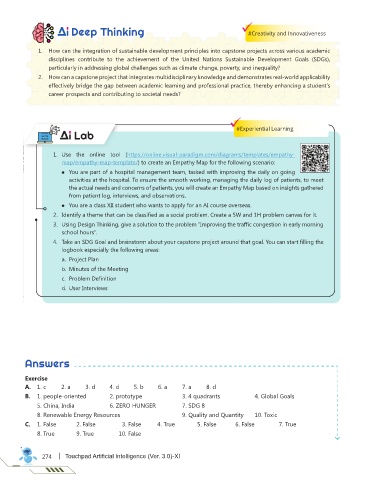 Ai Deep Thinking
#Creativity and Innovativeness
1. How can the integration of sustainable development principles into capstone projects across various academic
disciplines contribute to the achievement of the United Nations Sustainable Development Goals (SDGs),
particularly in addressing global challenges such as climate change, poverty, and inequality?
2. How can a capstone project that integrates multidisciplinary knowledge and demonstrates real-world applicability
effectively bridge the gap between academic learning and professional practice, thereby enhancing a student's
career prospects and contributing to societal needs?
#Experiential Learning
Ai Lab
1. Use the online tool (https://online.visual-paradigm.com/diagrams/templates/empathy-
map/empathy-map-template/) to create an Empathy Map for the following scenario:
• You are part of a hospital management team, tasked with improving the daily on going
activities at the hospital. To ensure the smooth working, managing the daily log of patients, to meet
the actual needs and concerns of patients, you will create an Empathy Map based on insights gathered
from patient log, interviews, and observations.
• You are a class XII student who wants to apply for an AI course overseas.
2. Identify a theme that can be classified as a social problem. Create a 5W and 1H problem canvas for it.
3. Using Design Thinking, give a solution to the problem "Improving the traffic congestion in early morning
school hours".
4. Take an SDG Goal and brainstorm about your capstone project around that goal. You can start filling the
logbook especially the following areas:
a. Project Plan
b. Minutes of the Meeting
c. Problem Definition
d. User Interviews
Answers
Exercise
A. 1. c 2. a 3. d 4. d 5. b 6. a 7. a 8. d
B. 1. people-oriented 2. prototype 3. 4 quadrants 4. Global Goals
5. China, India 6. ZERO HUNGER 7. SDG 8
8. Renewable Energy Resources 9. Quality and Quantity 10. Toxic
C. 1. False 2. False 3. False 4. True 5. False 6. False 7. True
8. True 9. True 10. False
274 | Touchpad Artificial Intelligence (Ver. 3.0)-XI